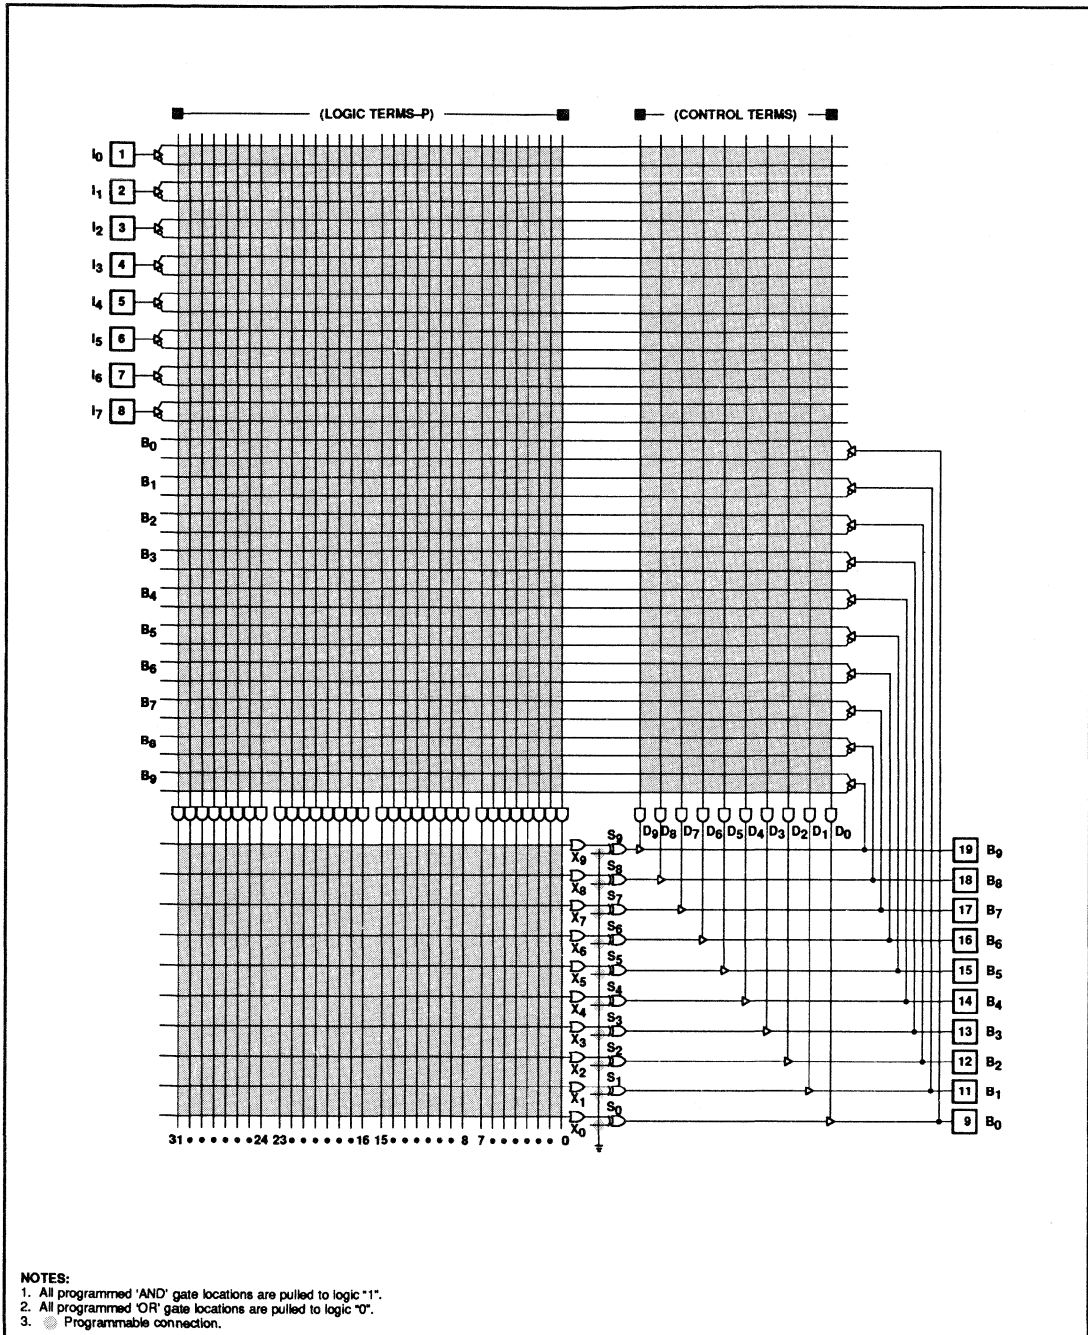 (LOGIC TERMS–P) (CONTROL TERMS)
I0 1
I1 2
I2 3
I3 4
I4 5
I5 6
I6 7
I7 8
B0
B1
B2
B3
B4
B5
B6
B7
B8
B9
D9 D8 D7 D6 D5 D4 D3 D2 D1 D0
X9 S9 19 B9
X8 S8 18 B8
X7 S7 17 B7
X6 S6 16 B6
X5 S5 15 B5
X4 S4 14 B4
X3 S3 13 B3
X2 S2 12 B2
X1 S1 11 B1
X0 S0 9 B0
31 24 23 16 15 8 7 0
NOTES:
1. All programmed 'AND' gate locations are pulled to logic "1".
2. All programmed 'OR' gate locations are pulled to logic "0".
3. Programmable connection.